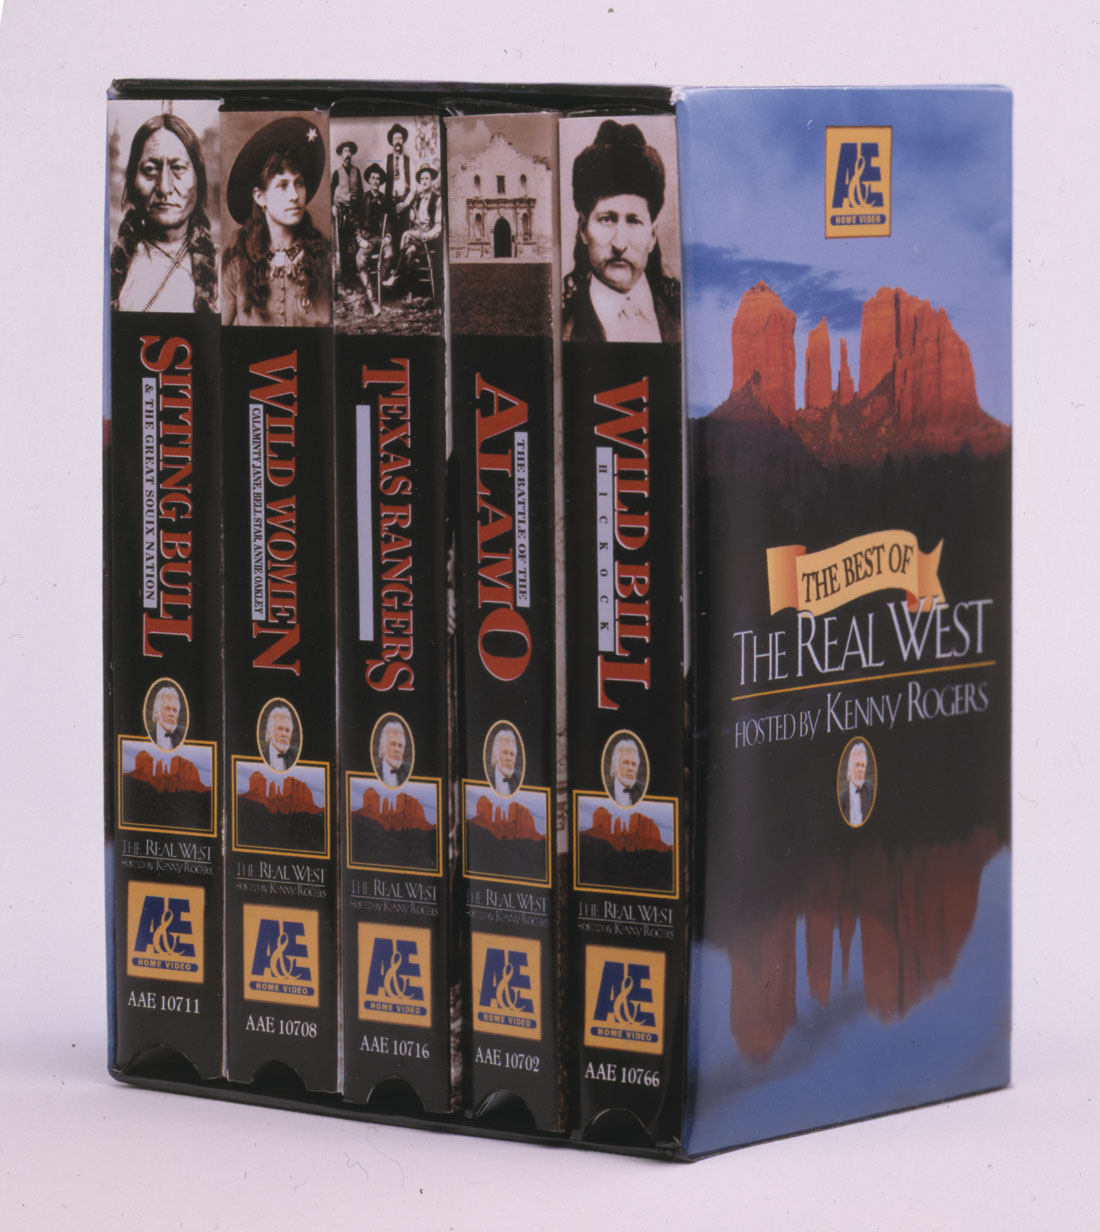 SITTING BULL
& THE GREAT SOUIX NATION
THE REAL WEST
HOSTED BY KENNY ROGERS
A&E
HOME VIDEO
AAE 10711
WILD WOMEN
CALAMINTY JANE, BELL STAR, ANNIE OAKLEY
THE REAL WEST
HOSTED BY KENNY ROGERS
A&E
HOME VIDEO
AAE 10708
TEXAS RANGERS
THE REAL WEST
HOSTED BY KENNY ROGERS
A&E
HOME VIDEO
AAE 10716
THE BATTLE OF THE
ALAMO
THE REAL WEST
HOSTED BY KENNY ROGERS
A&E
HOME VIDEO
AAE 10702
WILD BILL
HICKOCK
THE REAL WEST
HOSTED BY KENNY ROGERS
A&E
HOME VIDEO
AAE 10766
A&E
HOME VIDEO
THE BEST OF
THE REAL WEST
HOSTED BY KENNY ROGERS